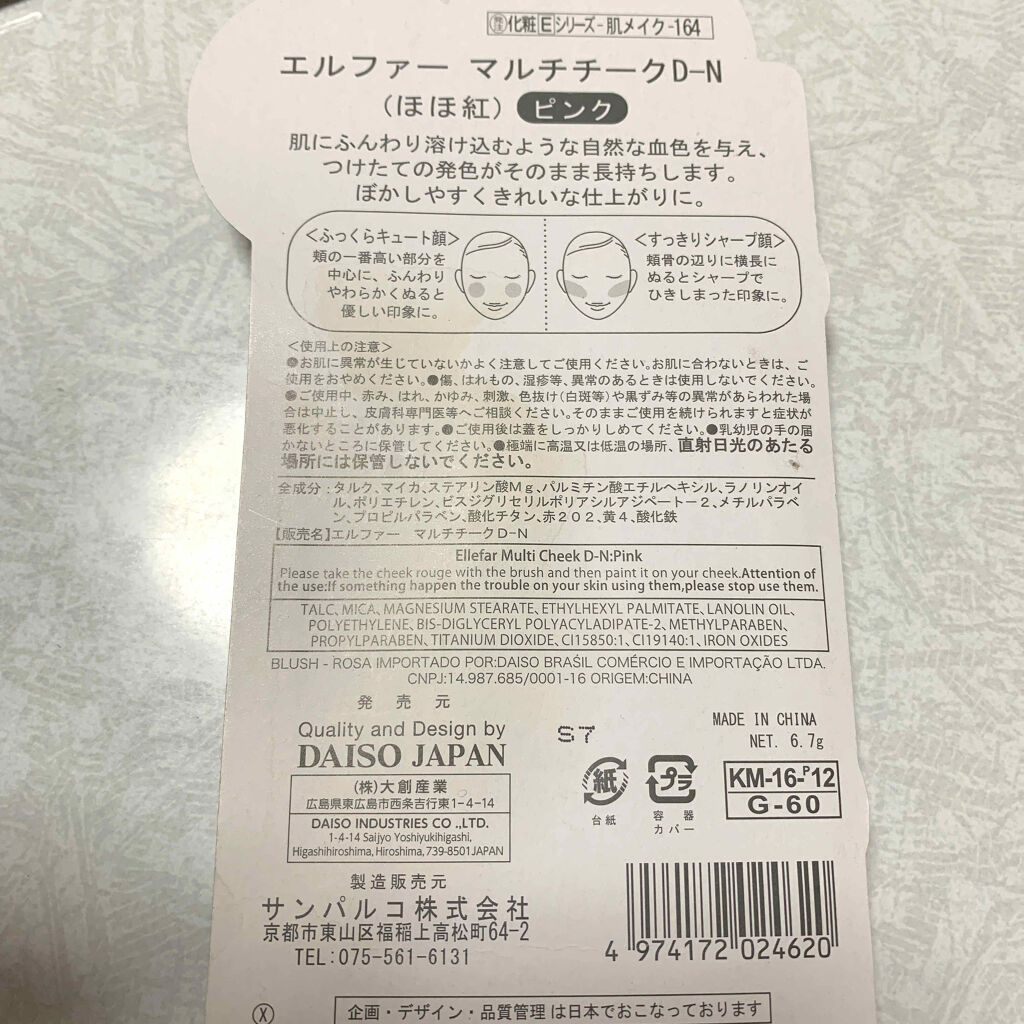 化粧Eシリーズ-肌メイク-164
エルファー マルチチークD-N
(ほほ紅) ピンク
肌にふんわり溶け込むような自然な血色を与え、
つけたての発色がそのまま長持ちします。
ぼかしやすくきれいな仕上がりに。
<ふっくらキュート顔>
頬の一番高い部分を
中心に、ふんわり
やわらかくぬると
優しい印象に。
<すっきりシャープ顔>
頬骨の辺りに横長に
ぬるとシャープで
ひきしまった印象に。
<使用上の注意>
●お肌に異常が生じていないかよく注意してご使用ください。お肌に合わないときは、ご
使用をおやめください。●傷、はれもの、湿疹等、異常のあるときは使用しないでください。
●ご使用中、赤み、はれ、かゆみ、刺激、色抜け(白斑等)や黒ずみ等の異常があらわれた場
合は中止し、皮膚科専門医等へご相談ください。そのままご使用を続けられますと症状が
悪化することがあります。●ご使用後は蓋をしっかりしめてください。●乳幼児の手の届
かないところに保管してください。●極端に高温又は低温の場所、直射日光のあたる
場所には保管しないでください。
全成分：タルク、マイカ、ステアリン酸Mg、パルミチン酸エチルヘキシル、ラノリンオイ
ル、ポリエチレン、ビスジグリセリルポリアシルアジペート－2、メチルパラベ
ン、プロピルパラベン、酸化チタン、赤202、黄4、酸化鉄
【販売名】エルファー マルチチークD-N
Ellefar Multi Cheek D-N:Pink
Please take the cheek rouge with the brush and then paint it on your cheek.Attention of
the use:If something happen the trouble on your skin using them,please stop use them.
TALC, MICA, MAGNESIUM STEARATE, ETHYLHEXYL PALMITATE, LANOLIN OIL,
POLYETHYLENE, BIS-DIGLYCERYL POLYACYLADIPATE-2, METHYLPARABEN,
PROPYLPARABEN, TITANIUM DIOXIDE, CI15850:1, CI19140:1, IRON OXIDES
BLUSH - ROSA IMPORTADO POR:DAISO BRASIL COMÉRCIO E IMPORTAÇÃO LTDA.
CNPJ:14.987.685/0001-16 ORIGEM:CHINA
発売元
Quality and Design by
DAISO JAPAN
(株)大創産業
広島県東広島市西条吉行東1-4-14
DAISO INDUSTRIES CO .,LTD.
1-4-14 Saijyo Yoshiyukihigashi,
Higashihiroshima, Hiroshima, 739-8501JAPAN
S7
MADE IN CHINA
NET. 6.7g
紙
台紙
プラ
容器
カバー
KM-16-P12
G-60
製造販売元
サンパルコ株式会社
京都市東山区福稲上高松町64-2
TEL:075-561-6131
4 974172 024620
X
企画・デザイン・品質管理は日本でおこなっております